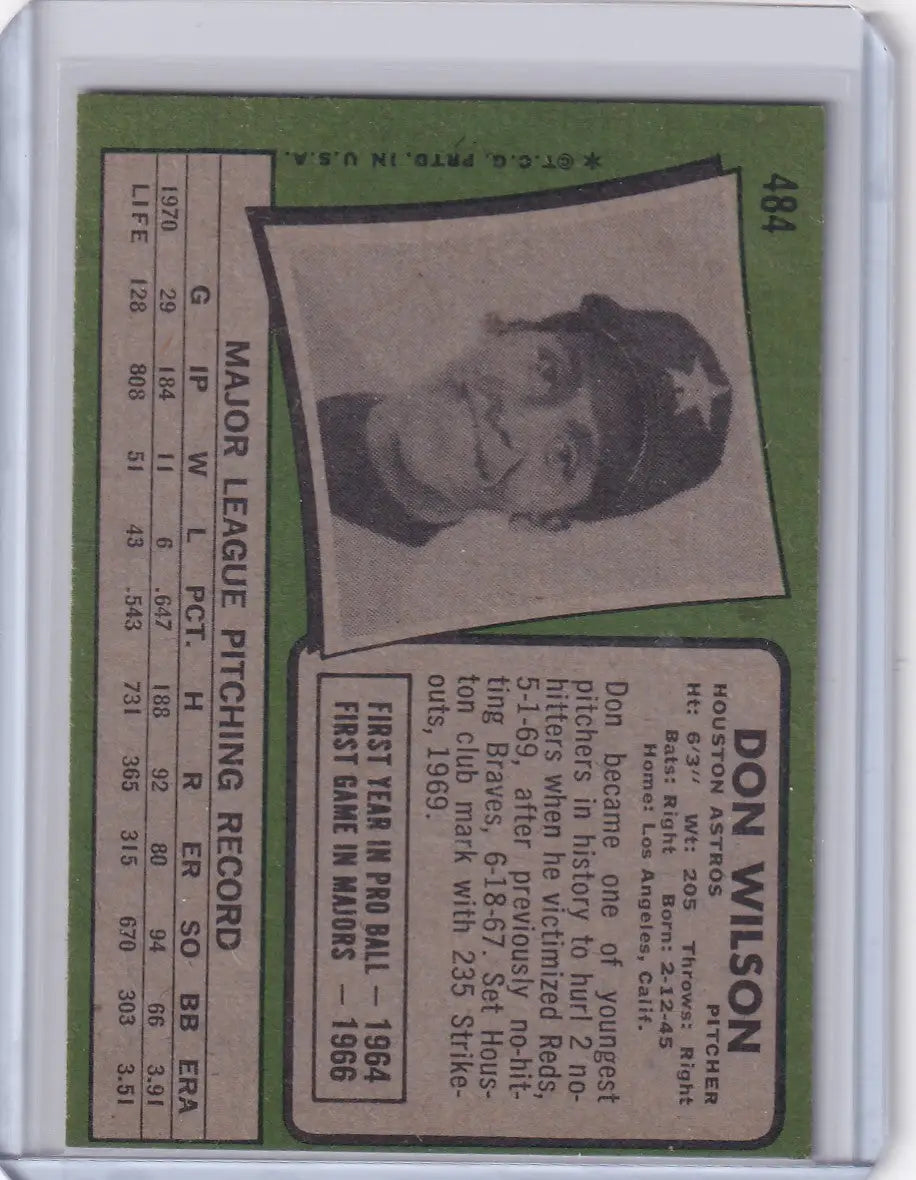 484
DON WILSON
HOUSTON ASTROS PITCHER
Ht: 6'3" Wt: 205 Throws: Right
Bats: Right Born: 2-12-45
Home: Los Angeles, Calif.
Don became one of youngest
pitchers in history to hurl 2 no-
hitters when he victimized Reds,
5-1-69, after previously no-hit-
ting Braves, 6-18-67. Set Hous-
ton club mark with 235 Strike-
outs, 1969.
FIRST YEAR IN PRO BALL — 1964
FIRST GAME IN MAJORS — 1966
*©T.C.G. PRTD. IN U.S.A.
MAJOR LEAGUE PITCHING RECORD
G IP W L PCT. H R ER SO BB ERA
1970 29 184 11 6 .647 188 92 80 94 66 3.91
LIFE 128 808 51 43 .543 731 365 315 670 303 3.51